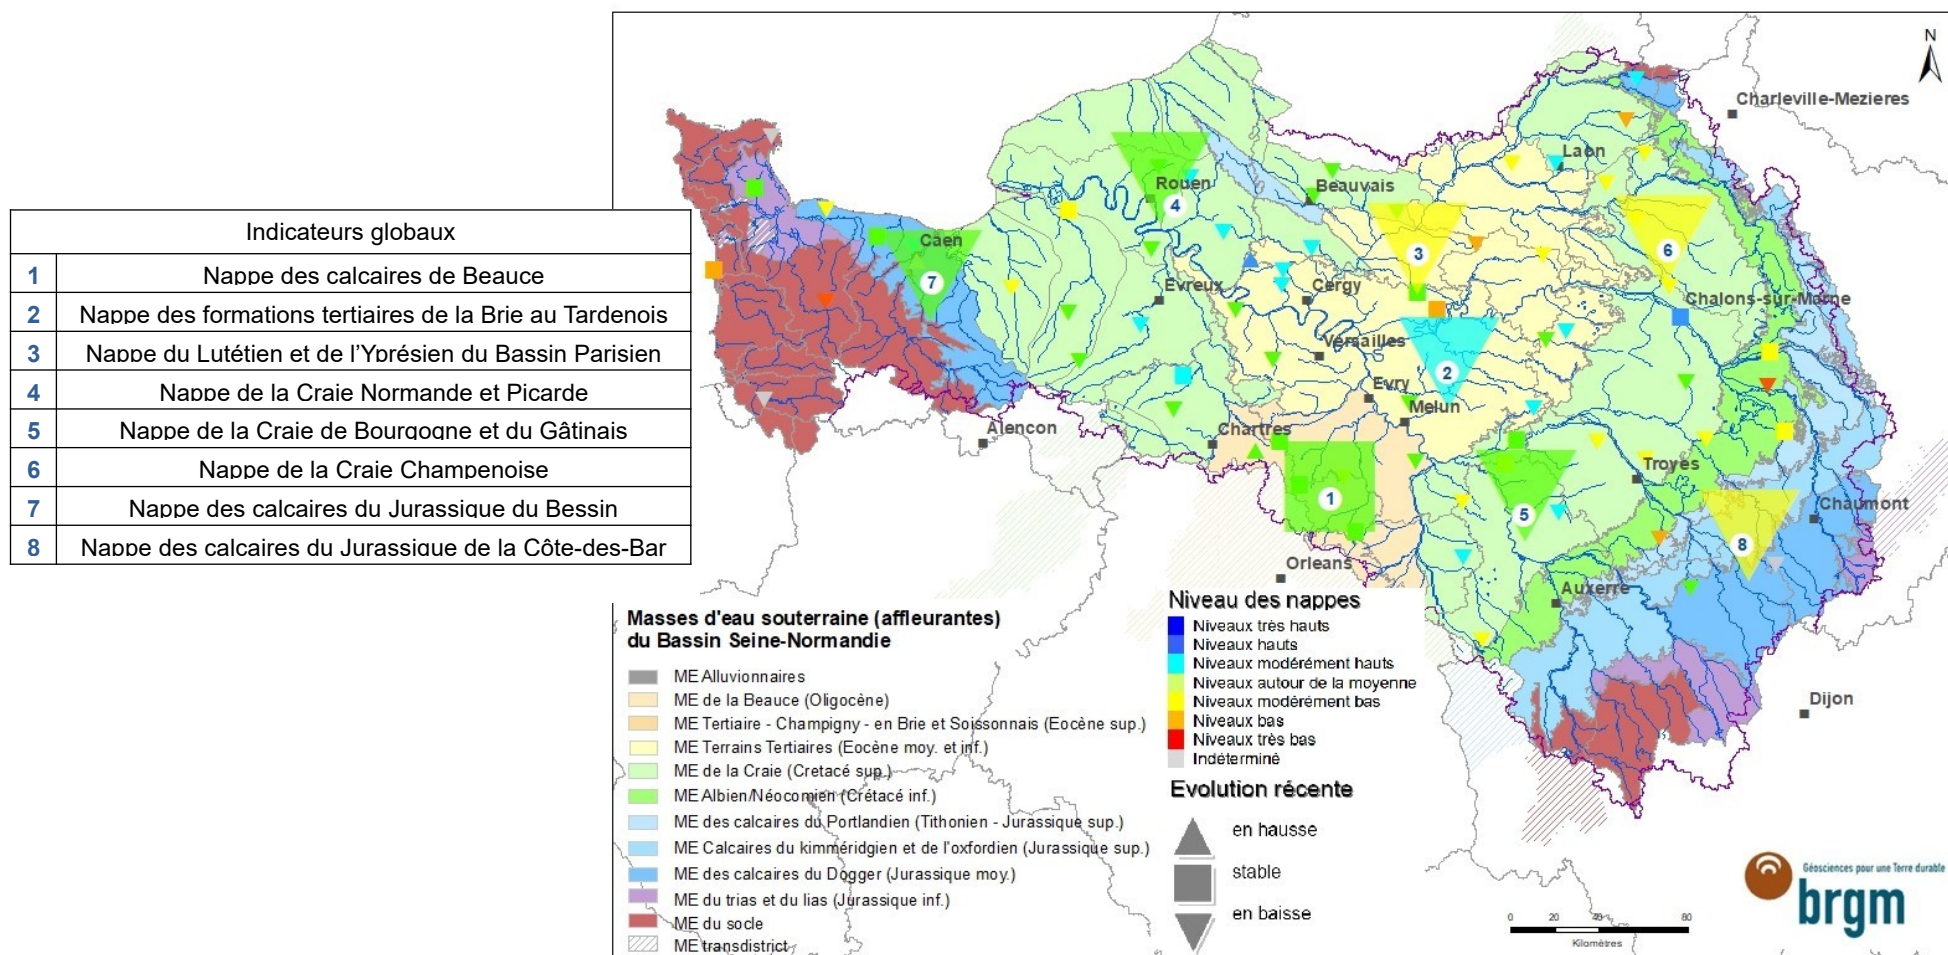 Indicateurs globaux
1 Nappe des calcaires de Beauce
2 Nappe des formations tertiaires de la Brie au Tardenois
3 Nappe du Lutétien et de l'Yprésien du Bassin Parisien
4 Nappe de la Craie Normande et Picarde
5 Nappe de la Craie de Bourgogne et du Gâtinais
6 Nappe de la Craie Champenoise
7 Nappe des calcaires du Jurassique du Bessin
8 Nappe des calcaires du Jurassique de la Côte-des-Bar
N
Charleville-Mezieres
Laon
Rouen
Beauvais
4
3
6
Caen
7
Evreux
Cergy
Chalons-sur-Marne
Versailles
2
Evry
Melun
Alencon
Chartres
Troyes
1
5
Chaumont
8
Orleans
Auxerre
Dijon
Masses d'eau souterraine (affleurantes)
du Bassin Seine-Normandie
ME Alluvionnaires
ME de la Beauce (Oligocène)
ME Tertiaire - Champigny - en Brie et Soissonnais (Eocène sup.)
ME Terrains Tertiaires (Eocène moy. et inf.)
ME de la Craie (Cretacé sup.)
ME Albien/Néocomien (Crétacé inf.)
ME des calcaires du Portlandien (Tithonien - Jurassique sup.)
ME Calcaires du kimméridgien et de l'oxfordien (Jurassique sup.)
ME des calcaires du Dogger (Jurassique moy.)
ME du trias et du lias (Jurassique inf.)
ME du socle
ME transdistrict
Niveau des nappes
Niveaux très hauts
Niveaux hauts
Niveaux modérément hauts
Niveaux autour de la moyenne
Niveaux modérément bas
Niveaux bas
Niveaux très bas
Indéterminé
Evolution récente
en hausse
stable
en baisse
0 20 40 80
Kilomètres
Géosciences pour une Terre durable
brgm